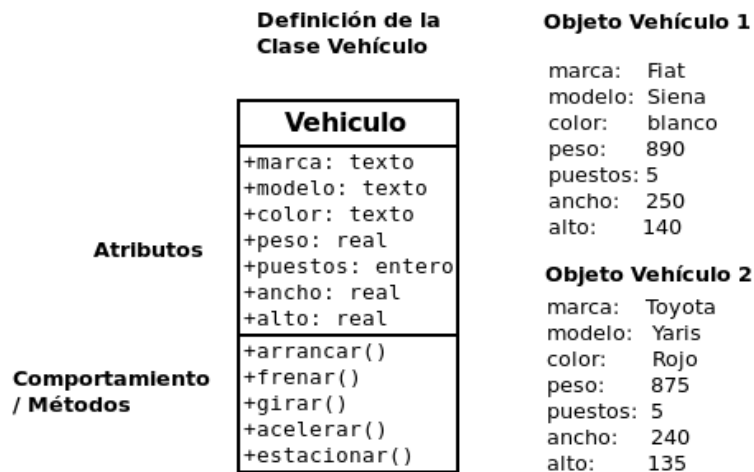 Definición de la
Clase Vehículo
Vehiculo
+marca: texto
+modelo: texto
+color: texto
+peso: real
+puestos: entero
+ancho: real
+alto: real
+arrancar()
+frenar()
+girar()
+acelerar()
+estacionar()
Atributos
Comportamiento
/ Métodos
Objeto Vehículo 1
marca: Fiat
modelo: Siena
color: blanco
peso: 890
puestos: 5
ancho: 250
alto: 140
Objeto Vehículo 2
marca: Toyota
modelo: Yaris
color: Rojo
peso: 875
puestos: 5
ancho: 240
alto: 135